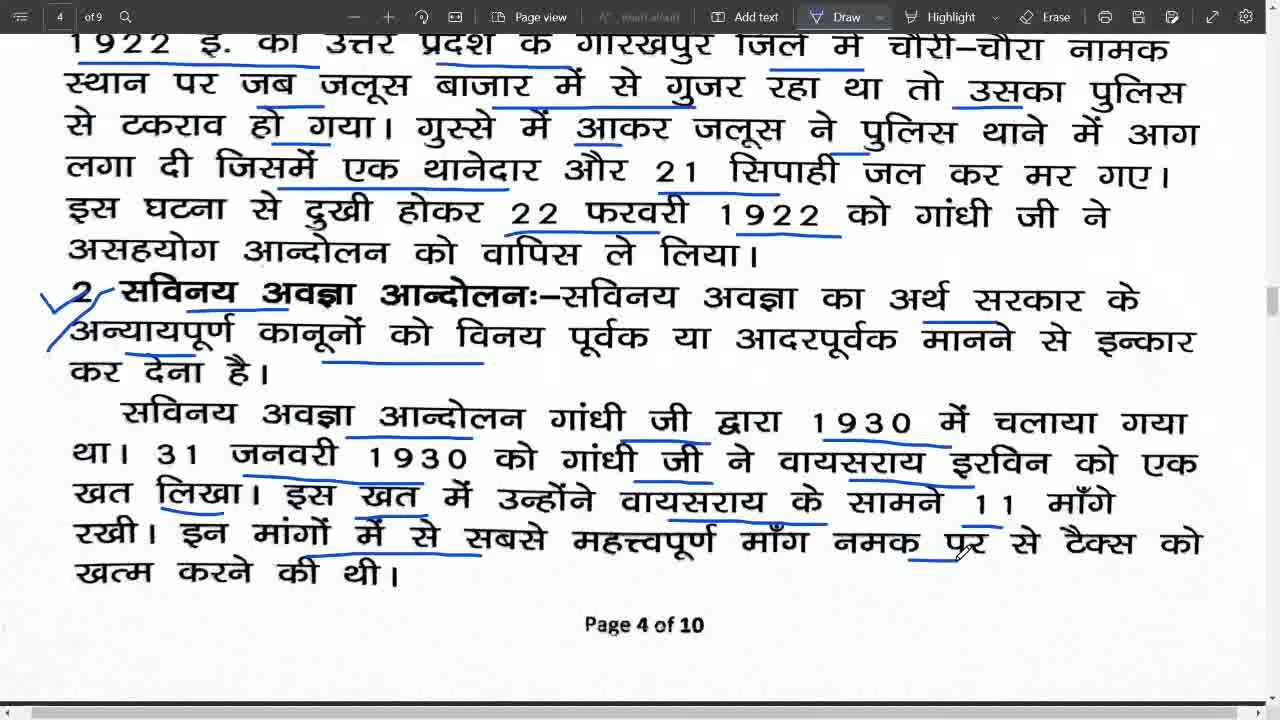 4 of 9
Page view
Read aloud
Add text
Draw
Highlight
Erase
1922 ई. को उत्तर प्रदेश के गोरखपुर जिले में चौरी–चौरा नामक
स्थान पर जब जलूस बाजार में से गुजर रहा था तो उसका पुलिस
से टकराव हो गया। गुस्से में आकर जलूस ने पुलिस थाने में आग
लगा दी जिसमें एक थानेदार और 21 सिपाही जल कर मर गए।
इस घटना से दुखी होकर 22 फरवरी 1922 को गांधी जी ने
असहयोग आन्दोलन को वापिस ले लिया।
2 सविनय अवज्ञा आन्दोलनः–सविनय अवज्ञा का अर्थ सरकार के
अन्यायपूर्ण कानूनों को विनय पूर्वक या आदरपूर्वक मानने से इन्कार
कर देना है।
सविनय अवज्ञा आन्दोलन गांधी जी द्वारा 1930 में चलाया गया
था। 31 जनवरी 1930 को गांधी जी ने वायसराय इरविन को एक
खत लिखा। इस खत में उन्होंने वायसराय के सामने 11 माँगे
रखी। इन मांगों में से सबसे महत्त्वपूर्ण माँग नमक पर से टैक्स को
खत्म करने की थी।
Page 4 of 10